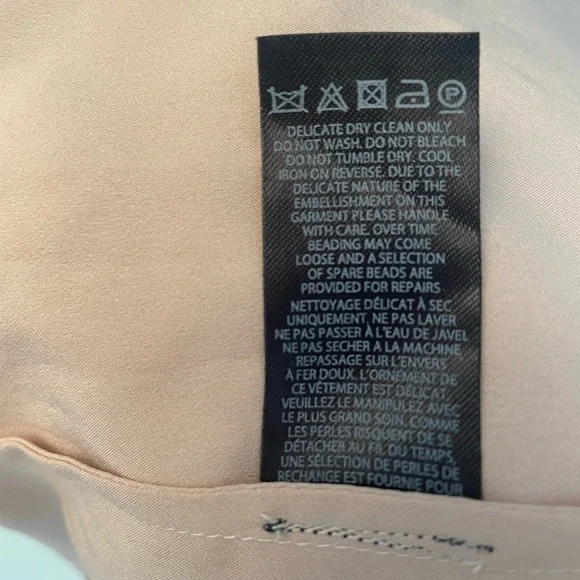 P
DELICATE DRY CLEAN ONLY
DO NOT WASH. DO NOT BLEACH
DO NOT TUMBLE DRY. COOL
IRON ON REVERSE. DUE TO THE
DELICATE NATURE OF THE
EMBELLISHMENT ON THIS
GARMENT PLEASE HANDLE
WITH CARE. OVER TIME
BEADING MAY COME
LOOSE AND A SELECTION
OF SPARE BEADS ARE
PROVIDED FOR REPAIRS
NETTOYAGE DÉLICAT À SEC
UNIQUEMENT. NE PAS LAVER
NE PAS PASSER À L'EAU DE JAVEL
NE PAS SECHER A LA MACHINE
REPASSAGE SUR L'ENVERS
À FER DOUX. L'ORNEMENT DE
CE VÊTEMENT EST DÉLICAT
VEUILLEZ LE MANIPULEZ AVEC
LE PLUS GRAND SOIN. COMME
LES PERLES RISQUENT DE SE
DÉTACHER AU FIL DU TEMPS,
UNE SÉLECTION DE PERLES DE
RECHANGE EST FOURNIE POUR